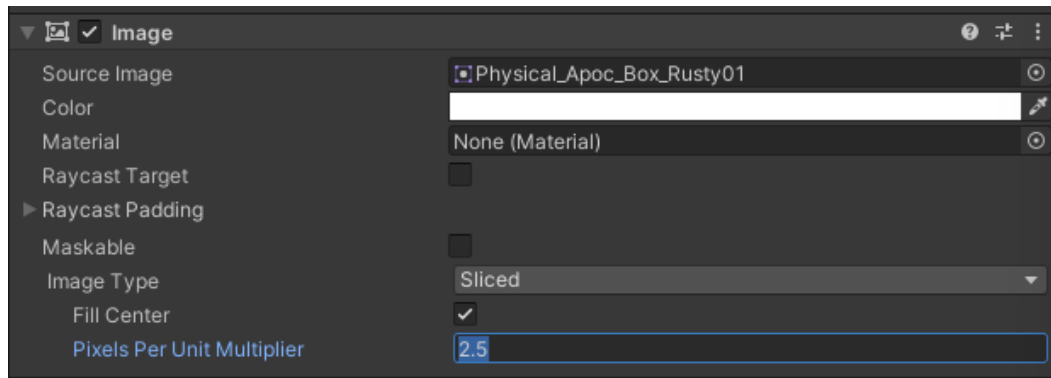 Image
Source Image Physical_Apoc_Box_Rusty01
Color
Material None (Material)
Raycast Target
Raycast Padding
Maskable
Image Type Sliced
Fill Center
Pixels Per Unit Multiplier 2.5